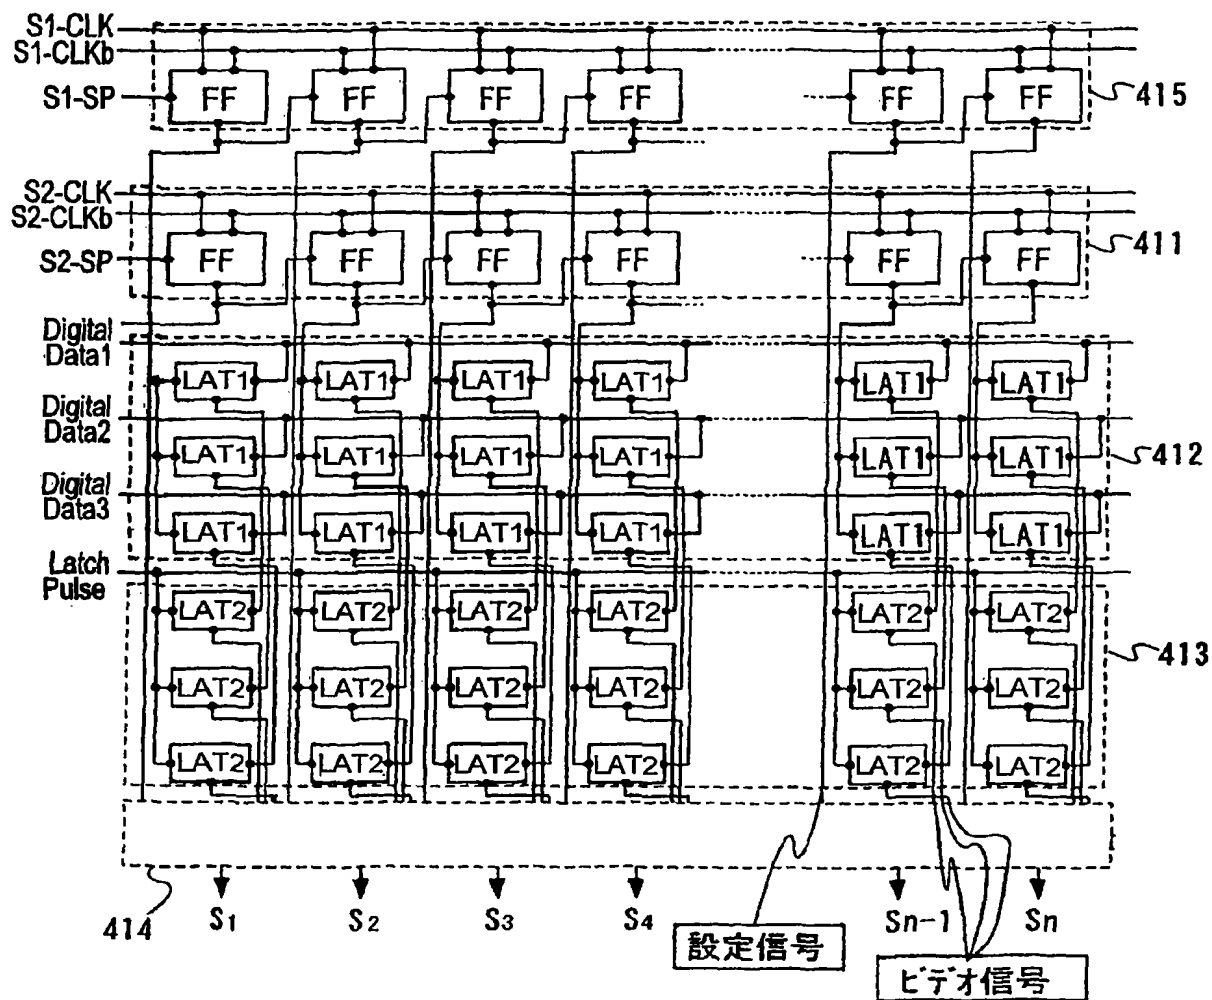 S1-CLK
S1-CLKb
S1-SP
FF FF FF FF FF FF
415
S2-CLK
S2-CLKb
S2-SP
FF FF FF FF FF FF
411
Digital
Data1
LAT1 LAT1 LAT1 LAT1 LAT1 LAT1
Digital
Data2
LAT1 LAT1 LAT1 LAT1 LAT1 LAT1
412
Digital
Data3
LAT1 LAT1 LAT1 LAT1 LAT1 LAT1
Latch
Pulse
LAT2 LAT2 LAT2 LAT2 LAT2 LAT2
413
LAT2 LAT2 LAT2 LAT2 LAT2 LAT2
LAT2 LAT2 LAT2 LAT2 LAT2 LAT2
414
S1 S2 S3 S4 Sn-1 Sn
設定信号
ビデオ信号